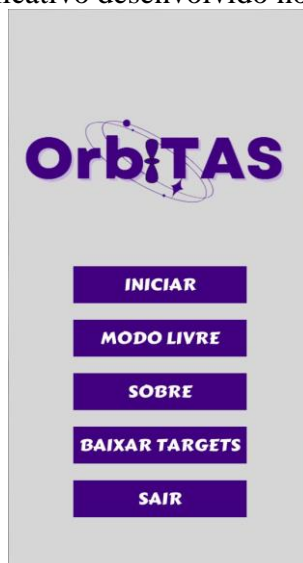 OrbiTAS
INICIAR
MODO LIVRE
SOBRE
BAIXAR TARGETS
SAIR